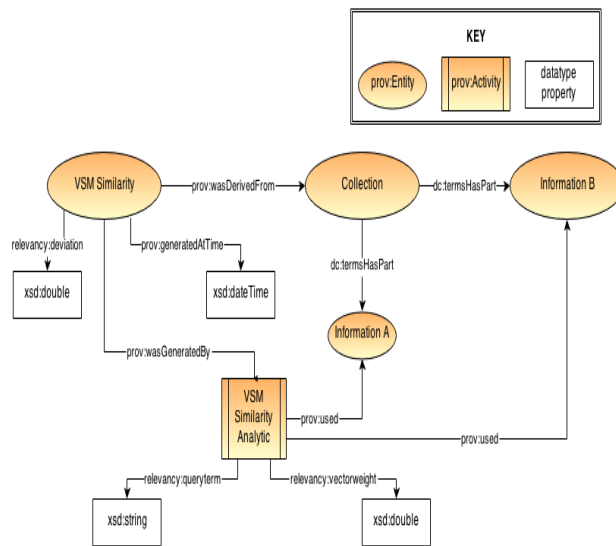 KEY
prov:Entity
prov:Activity
datatype
property
VSM Similarity
prov:wasDerivedFrom
Collection
dc:termsHasPart
Information B
relevancy:deviation
prov:generatedAtTime
dc:termsHasPart
xsd:double
xsd:dateTime
Information A
prov:wasGeneratedBy
VSM
Similarity
Analytic
prov:used
prov:used
relevancy:queryterm
relevancy:vectorweight
xsd:string
xsd:double